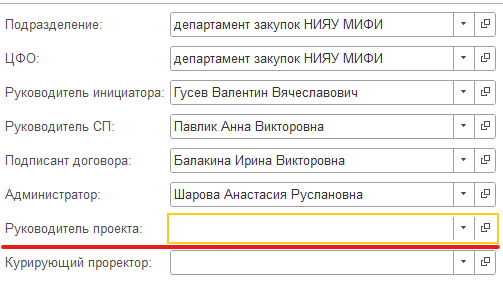 Подразделение: департамент закупок НИЯУ МИФИ
ЦФО: департамент закупок НИЯУ МИФИ
Руководитель инициатора: Гусев Валентин Вячеславович
Руководитель СП: Павлик Анна Викторовна
Подписант договора: Балакина Ирина Викторовна
Администратор: Шарова Анастасия Руслановна
Руководитель проекта:
Курирующий проректор: